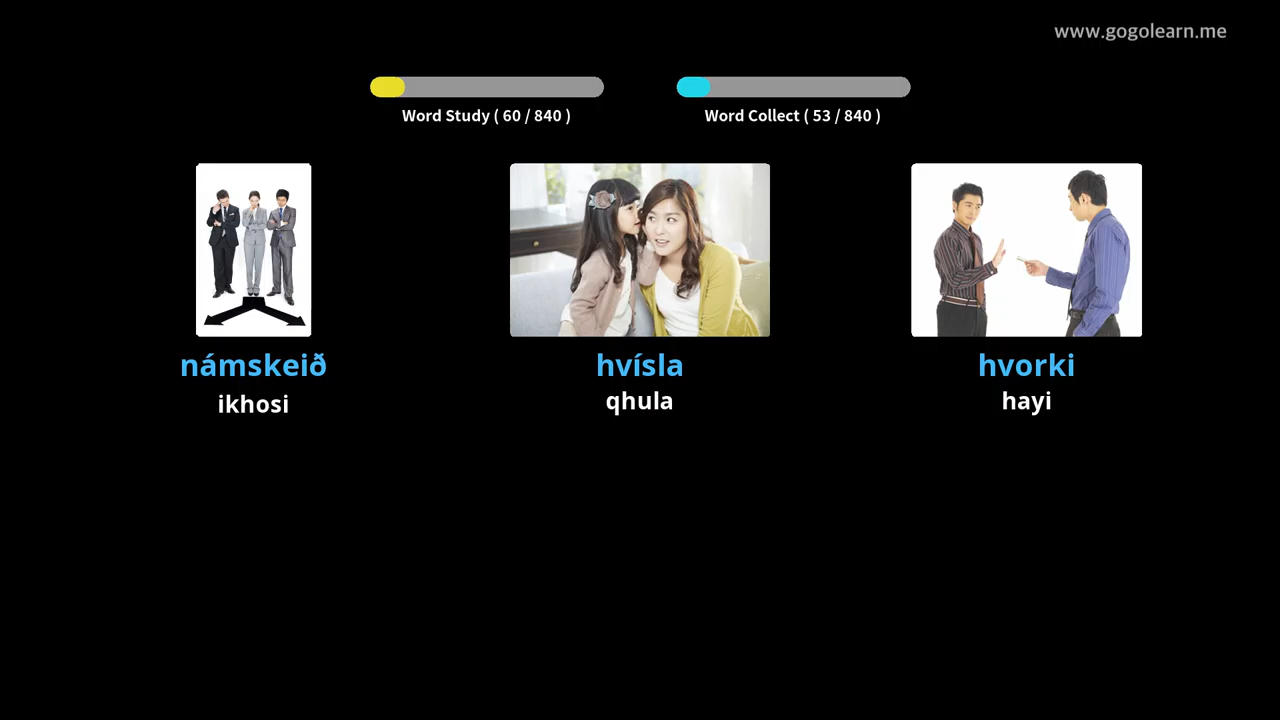 www.gogolearn.me
Word Study ( 60 / 840 )
Word Collect ( 53 / 840 )
námskeið
ikhosi
hvísla
qhula
hvorki
hayi